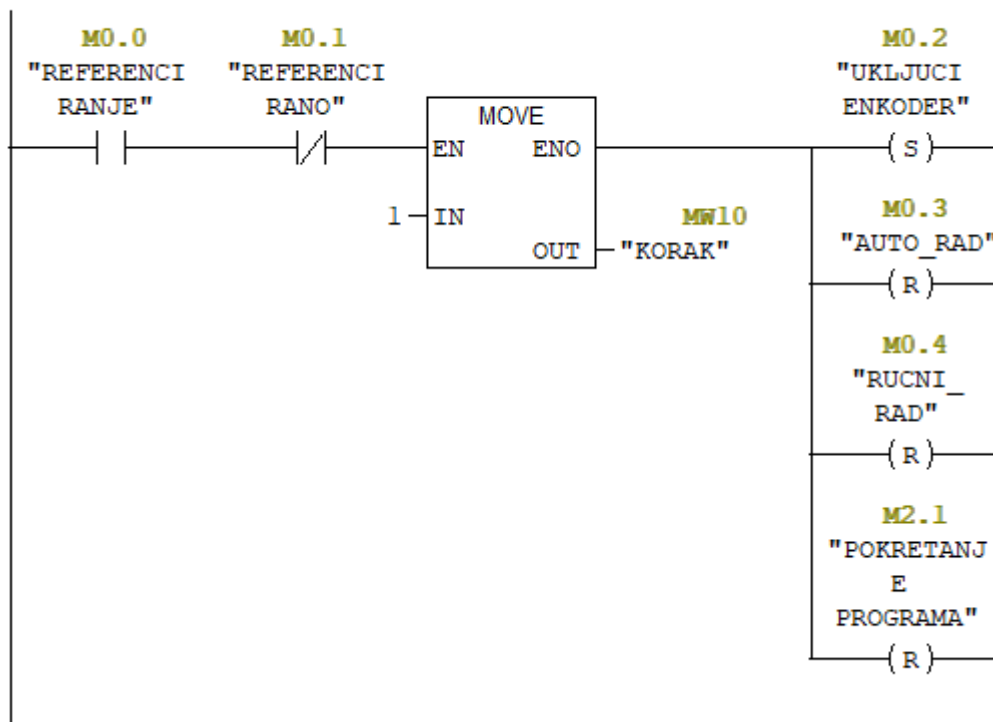 M0.0
"REFERENCI
RANJE"
M0.1
"REFERENCI
RANO"
MOVE
EN ENO
1 IN
OUT
MW10
"KORAK"
M0.2
"UKLJUCI
ENKODER"
S
M0.3
"AUTO_RAD"
R
M0.4
"RUCNI_
RAD"
R
M2.1
"POKRETANJ
E
PROGRAMA"
R